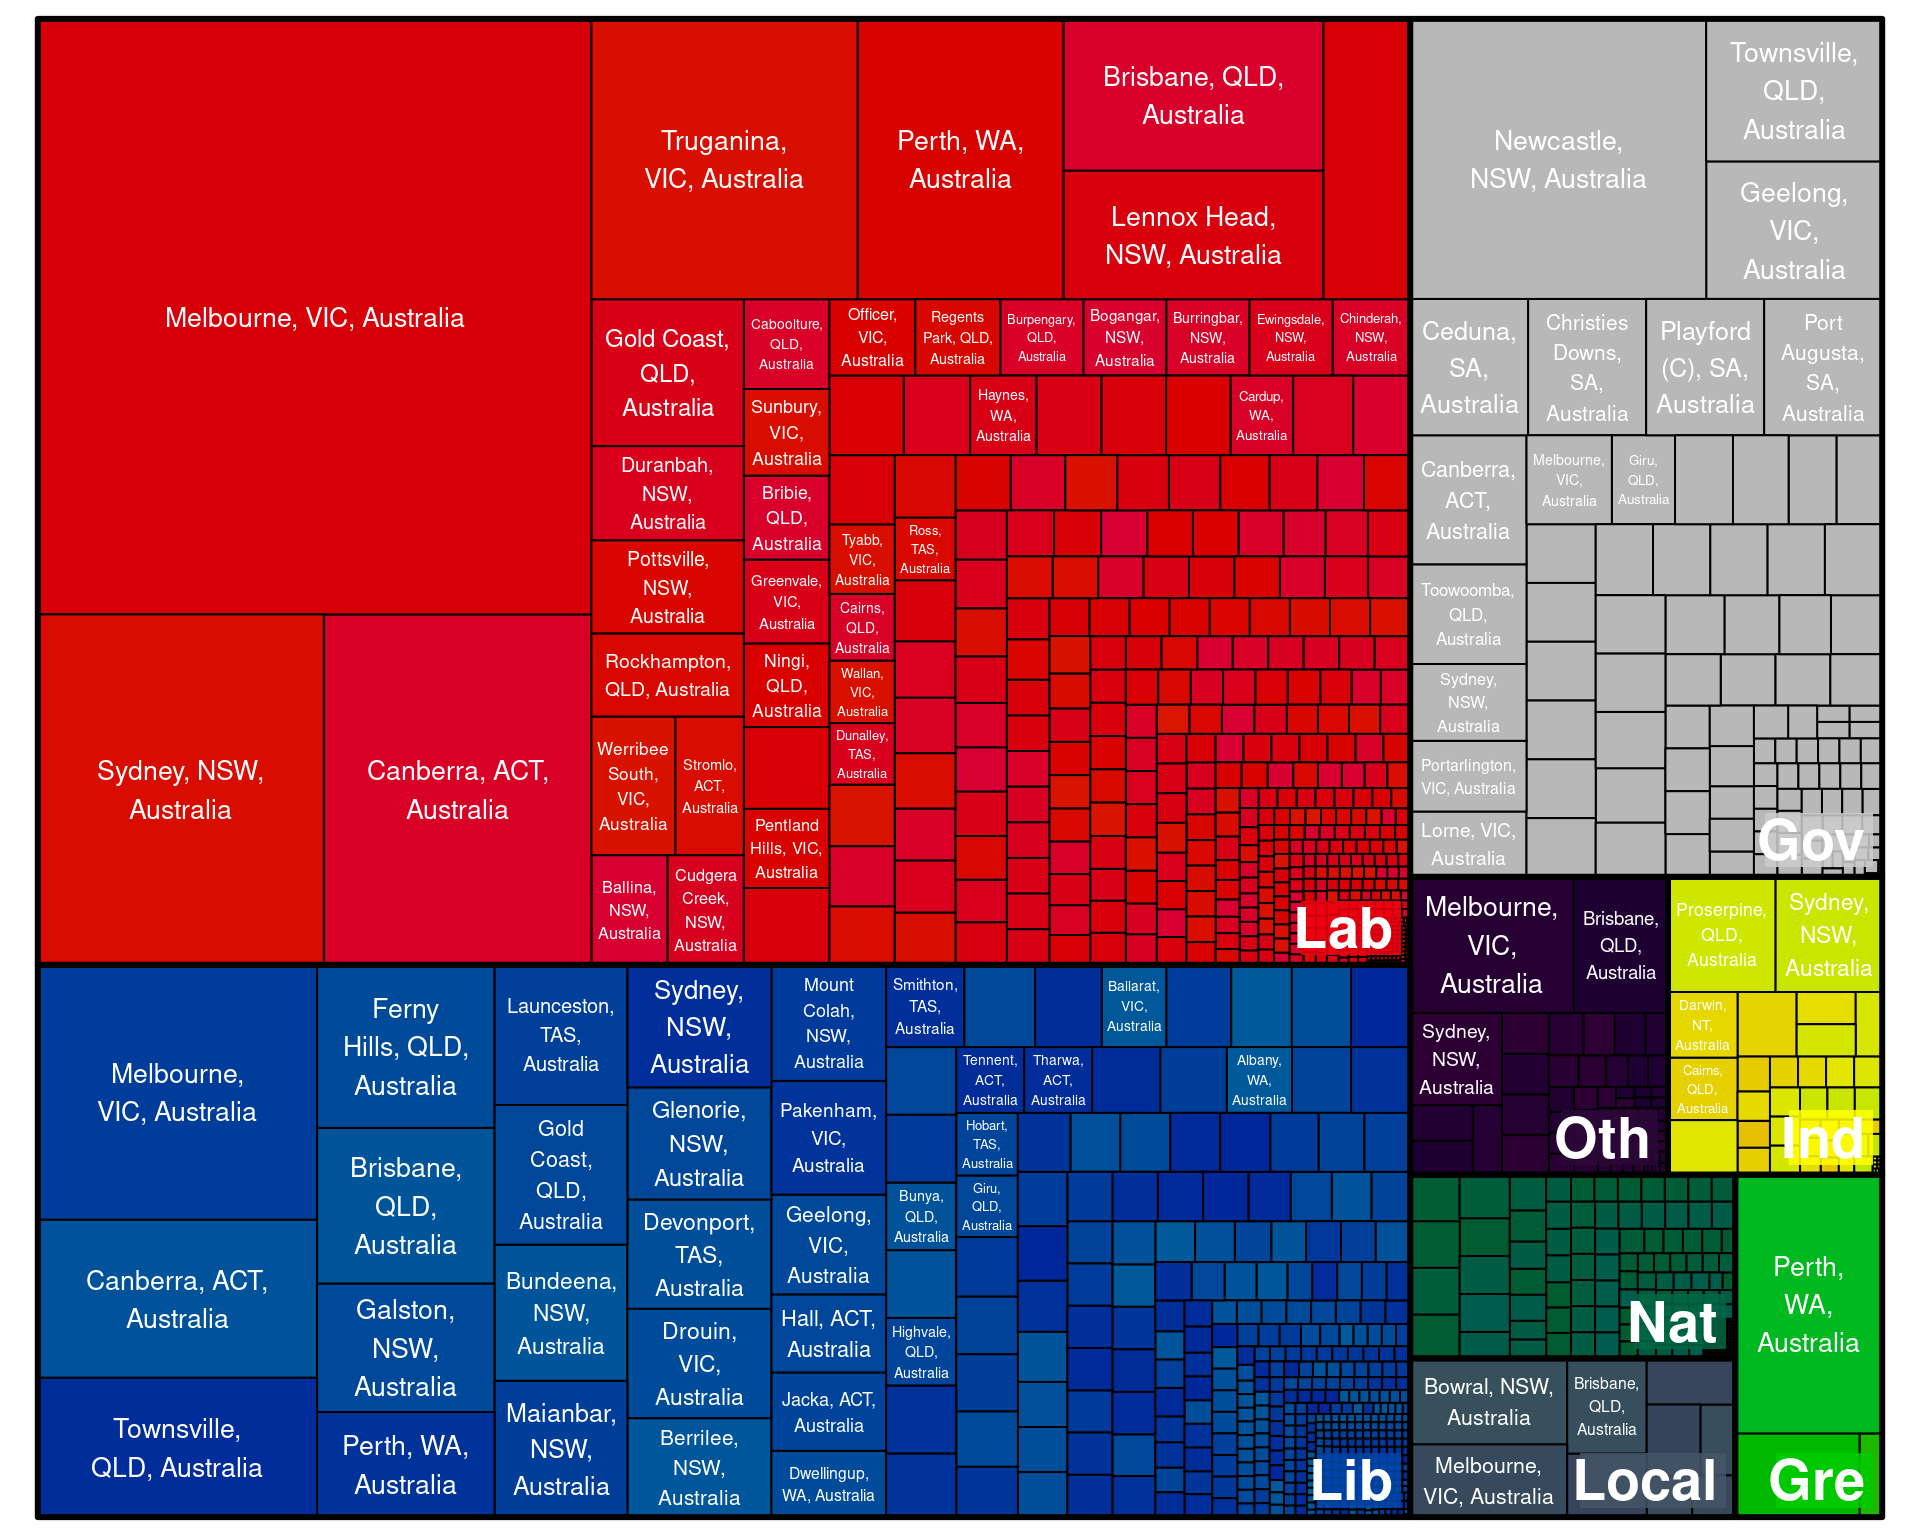 Melbourne, VIC, Australia
Sydney, NSW,
Australia
Canberra, ACT,
Australia
Truganina,
VIC, Australia
Perth, WA,
Australia
Brisbane, QLD,
Australia
Lennox Head,
NSW, Australia
Gold Coast,
QLD,
Australia
Duranbah,
NSW,
Australia
Pottsville,
NSW,
Australia
Rockhampton,
QLD, Australia
Werribee
South,
VIC,
Australia
Stromlo,
ACT,
Australia
Ballina,
NSW,
Australia
Cudgera
Creek,
NSW,
Australia
Caboolture,
QLD,
Australia
Sunbury,
VIC,
Australia
Bribie,
QLD,
Australia
Greenvale,
VIC,
Australia
Ningi,
QLD,
Australia
Pentland
Hills, VIC,
Australia
Officer,
VIC,
Australia
Regents
Park, QLD,
Australia
Burpengary,
QLD,
Australia
Bogangar,
NSW,
Australia
Burringbar,
NSW,
Australia
Ewingsdale,
NSW,
Australia
Chinderah,
NSW,
Australia
Haynes,
WA,
Australia
Cardup,
WA,
Australia
Tyabb,
VIC,
Australia
Ross,
TAS,
Australia
Cairns,
QLD,
Australia
Wallan,
VIC,
Australia
Dunalley,
TAS,
Australia
Lab
Newcastle,
NSW, Australia
Townsville,
QLD,
Australia
Geelong,
VIC,
Australia
Ceduna,
SA,
Australia
Christies
Downs,
SA,
Australia
Playford
(C), SA,
Australia
Port
Augusta,
SA,
Australia
Canberra,
ACT,
Australia
Melbourne,
VIC,
Australia
Giru,
QLD,
Australia
Toowoomba,
QLD,
Australia
Sydney,
NSW,
Australia
Portarlington,
VIC, Australia
Lorne, VIC,
Australia
Gov
Melbourne,
VIC, Australia
Canberra, ACT,
Australia
Townsville,
QLD, Australia
Ferny
Hills, QLD,
Australia
Brisbane,
QLD,
Australia
Galston,
NSW,
Australia
Perth, WA,
Australia
Launceston,
TAS,
Australia
Gold
Coast,
QLD,
Australia
Bundeena,
NSW,
Australia
Maianbar,
NSW,
Australia
Sydney,
NSW,
Australia
Glenorie,
NSW,
Australia
Devonport,
TAS,
Australia
Drouin,
VIC,
Australia
Berrilee,
NSW,
Australia
Mount
Colah,
NSW,
Australia
Pakenham,
VIC,
Australia
Geelong,
VIC,
Australia
Hall, ACT,
Australia
Jacka, ACT,
Australia
Dwellingup,
WA, Australia
Smithton,
TAS,
Australia
Ballarat,
VIC,
Australia
Tennent,
ACT,
Australia
Tharwa,
ACT,
Australia
Albany,
WA,
Australia
Hobart,
TAS,
Australia
Bunya,
QLD,
Australia
Giru,
QLD,
Australia
Highvale,
QLD,
Australia
Lib
Melbourne,
VIC,
Australia
Brisbane,
QLD,
Australia
Sydney,
NSW,
Australia
Oth
Proserpine,
QLD,
Australia
Sydney,
NSW,
Australia
Darwin,
NT,
Australia
Cairns,
QLD,
Australia
Ind
Nat
Perth,
WA,
Australia
Gre
Bowral, NSW,
Australia
Brisbane,
QLD,
Australia
Melbourne,
VIC, Australia
Local